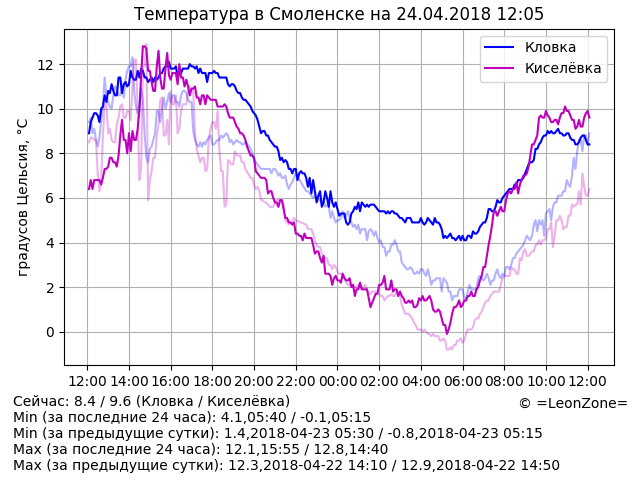 Температура в Смоленске на 24.04.2018 12:05
Кловка
Киселёвка
градусов Цельсия, °C
12
10
8
6
4
2
0
12:00 14:00 16:00 18:00 20:00 22:00 00:00 02:00 04:00 06:00 08:00 10:00 12:00
Сейчас: 8.4 / 9.6 (Кловка / Киселёвка)
© =LeonZone=
Min (за последние 24 часа): 4.1,05:40 / -0.1,05:15
Min (за предыдущие сутки): 1.4,2018-04-23 05:30 / -0.8,2018-04-23 05:15
Max (за последние 24 часа): 12.1,15:55 / 12.8,14:40
Max (за предыдущие сутки): 12.3,2018-04-22 14:10 / 12.9,2018-04-22 14:50